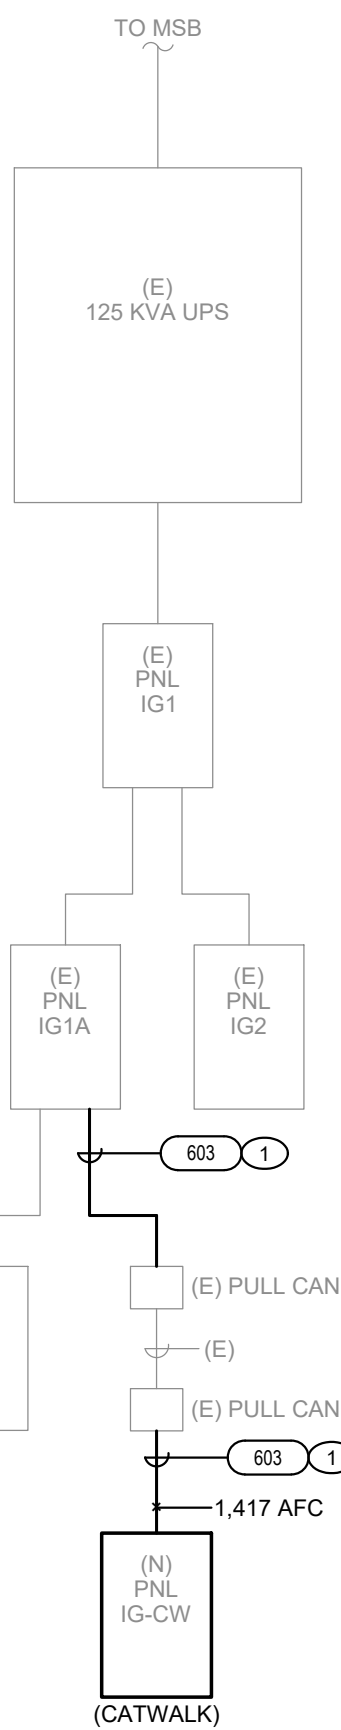 TO MSB
(E)
125 KVA UPS
(E)
PNL
IG1
(E)
PNL
IG1A
(E)
PNL
IG2
603 1
(E) PULL CAN
(E)
(E) PULL CAN
603 1
1,417 AFC
(N)
PNL
IG-CW
(CATWALK)